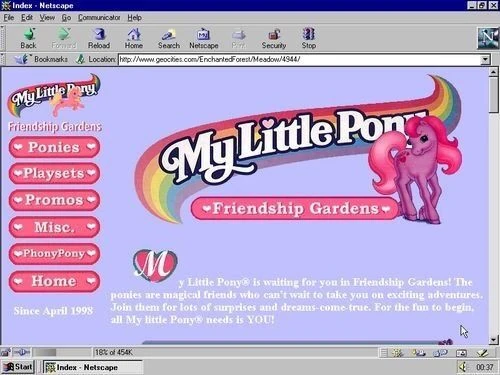 Index - Netscape
File Edit View Go Communicator Help
Back Forward Reload Home Search Netscape Print Security Stop
Bookmarks Location: http://www.geocities.com/EnchantedForest/Meadow/4944/
My Little Pony
Friendship Gardens
Ponies
Playsets
Promos
Misc.
PhonyPony
Home
Since April 1998
My Little Pony
Friendship Gardens
My Little Pony® is waiting for you in Friendship Gardens! The
ponies are magical friends who can't wait to take you on exciting adventures.
Join them for lots of surprises and dreams-come-true. For the fun to begin,
all My little Pony® needs is YOU!
18% of 454K
Start Index - Netscape 00:37